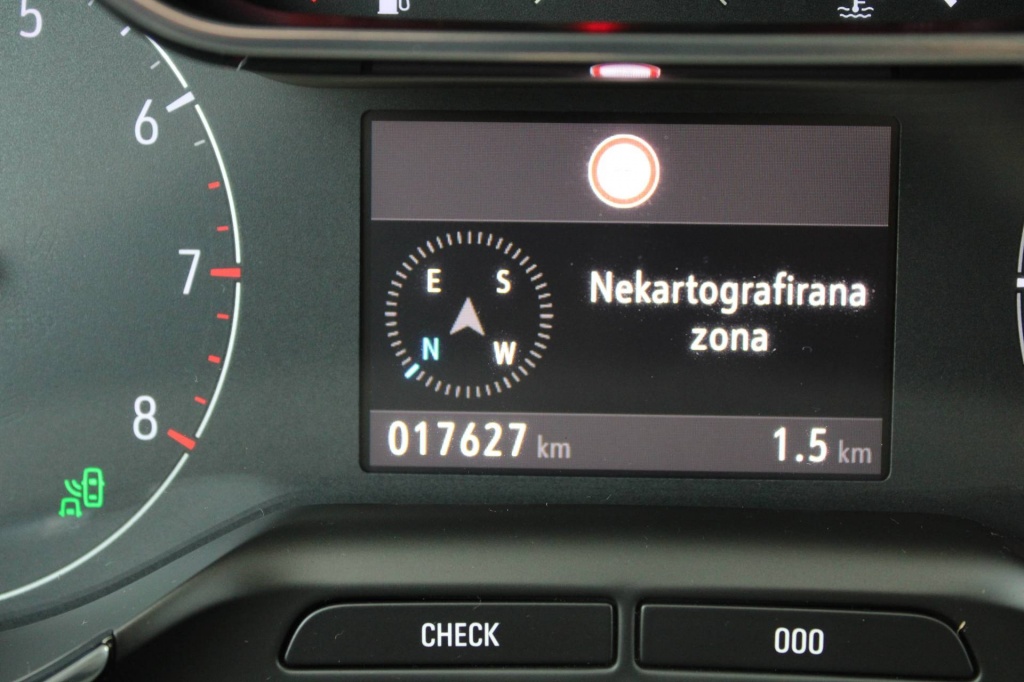 5
6
7
8
E S
N W
Nekartografirana
zona
017627 km
1.5 km
CHECK
000